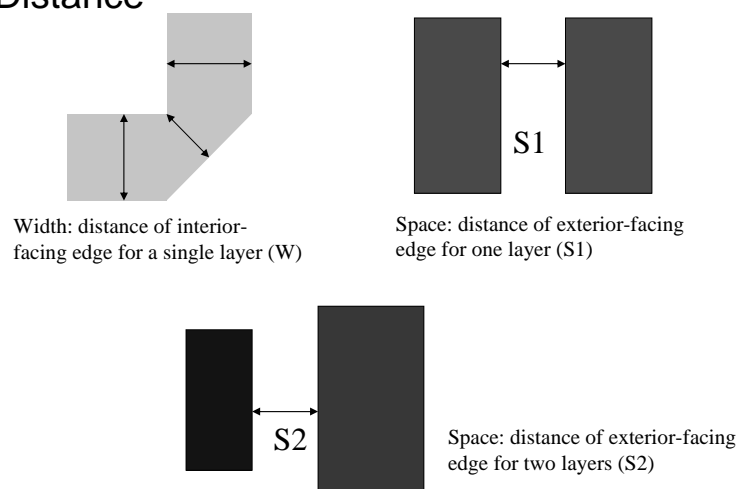 Distance
S1
Width: distance of interior-
facing edge for a single layer (W)
Space: distance of exterior-facing
edge for one layer (S1)
S2
Space: distance of exterior-facing
edge for two layers (S2)